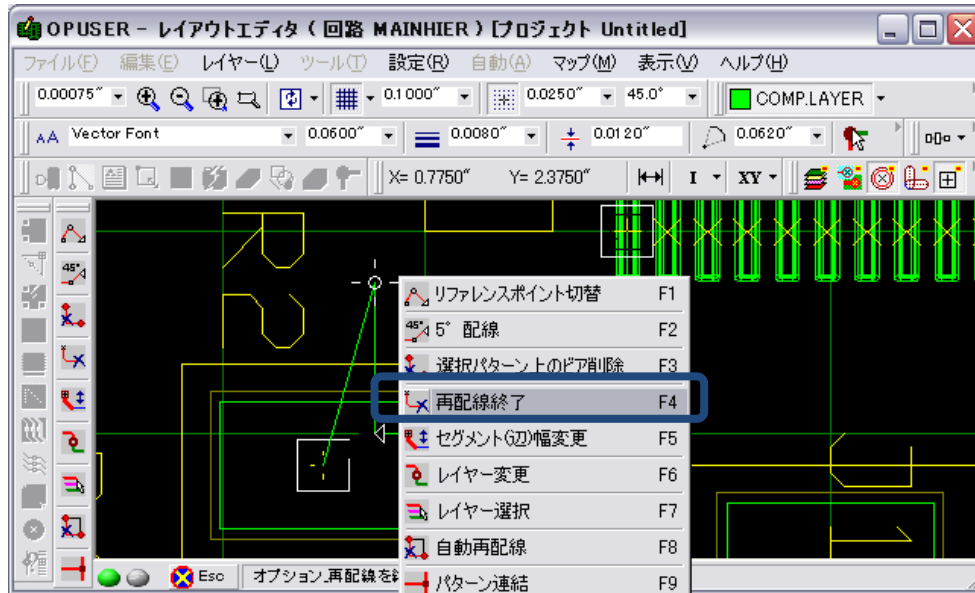 OPUSER - レイアウトエディタ ( 回路 MAINHIER ) [プロジェクト Untitled]
ファイル(F) 編集(E) レイヤー(L) ツール(T) 設定(R) 自動(A) マップ(M) 表示(V) ヘルプ(H)
0.00075" 0.1000" 0.0250" 45.0° COMP.LAYER
AA Vector Font 0.0600" 0.0080" 0.0120" 0.0620"
X= 0.7750" Y= 2.3750" I XY
リファレンスポイント切替 F1
45° 5° 配線 F2
選択パターン上のビア削除 F3
再配線終了 F4
セグメント(辺)幅変更 F5
レイヤー変更 F6
レイヤー選択 F7
自動再配線 F8
パターン連結 F9
45°
Esc オプション_再配線を